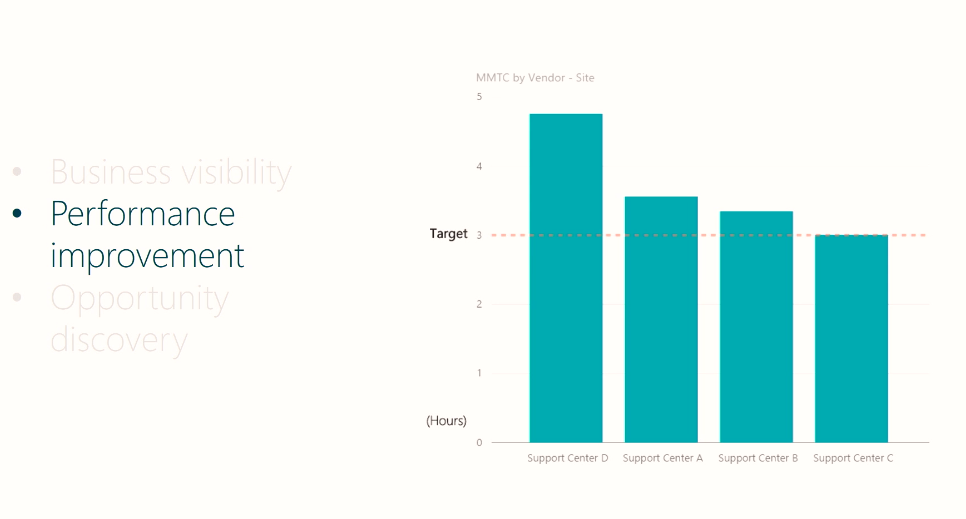 • Business visibility
• Performance
improvement
• Opportunity
discovery
MMTC by Vendor - Site
5
4
Target 3
2
1
(Hours)
0
Support Center D Support Center A Support Center B Support Center C